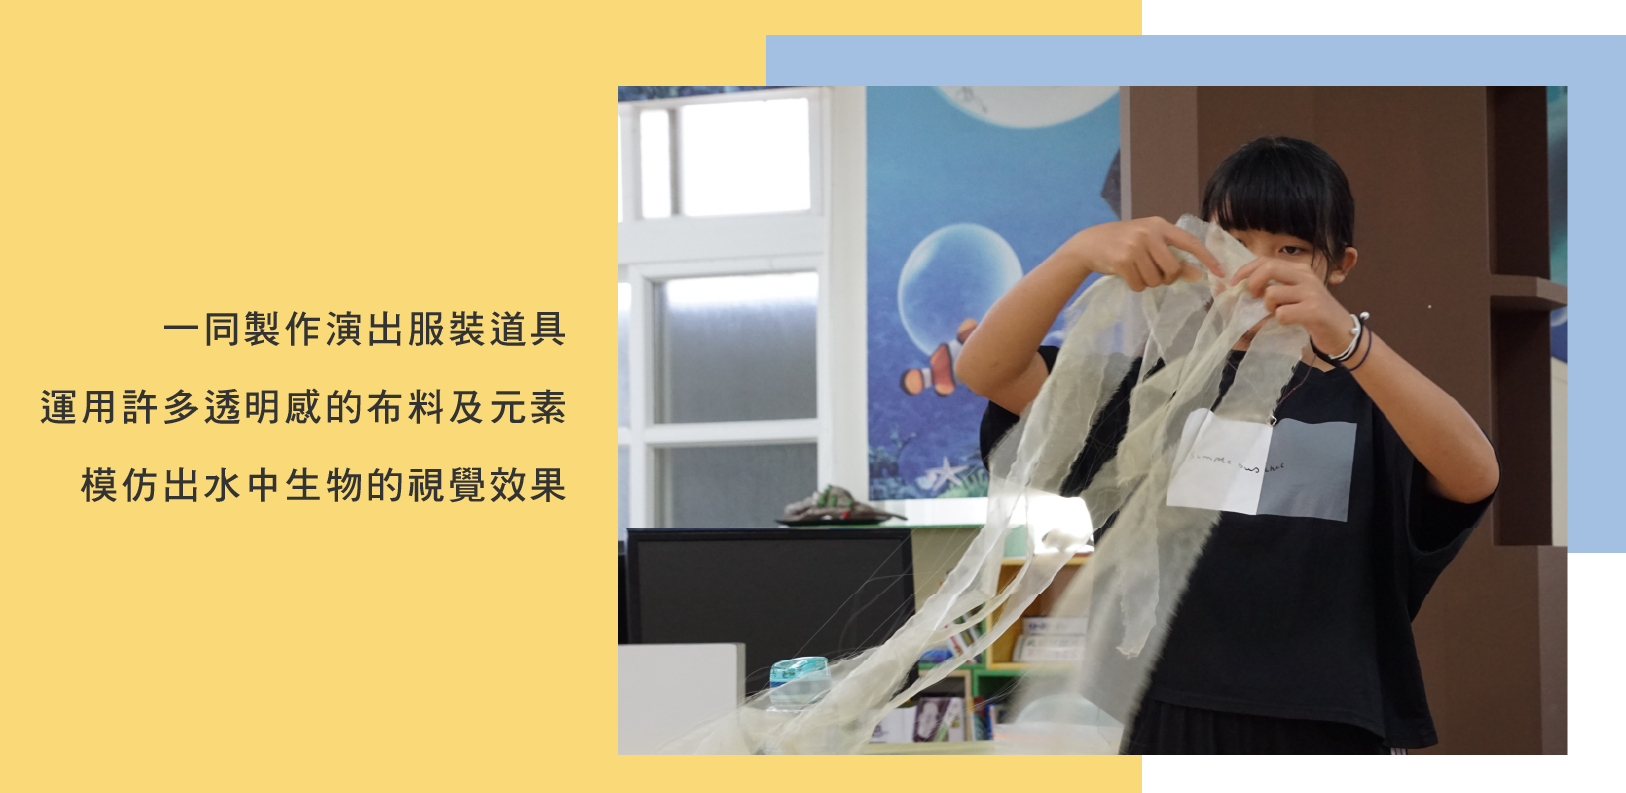 一同製作演出服裝道具
運用許多透明感的布料及元素
模仿出水中生物的視覺效果